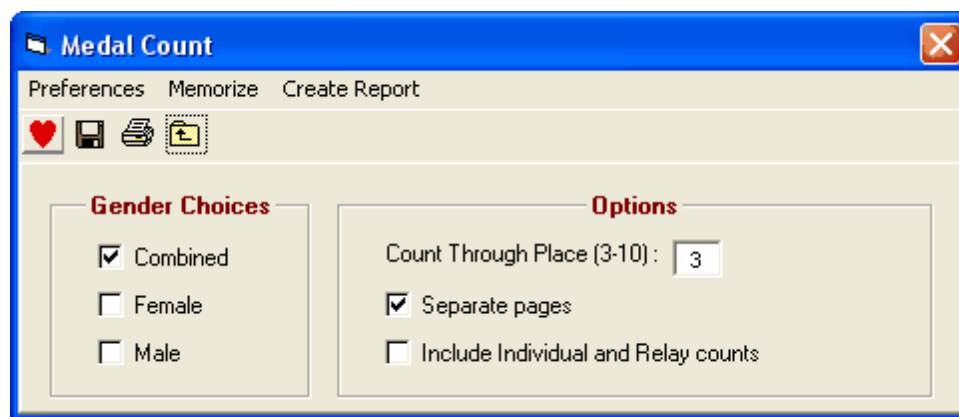 Medal Count
Preferences Memorize Create Report
Gender Choices
Combined
Female
Male
Options
Count Through Place (3-10) : 3
Separate pages
Include Individual and Relay counts